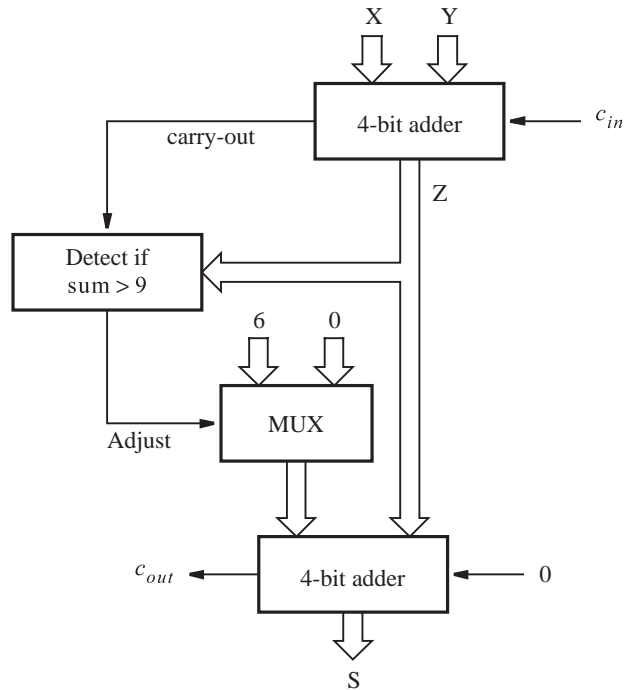 X Y
4-bit adder
c_in
carry-out
Z
Detect if
sum > 9
6 0
MUX
Adjust
c_out
4-bit adder
0
S